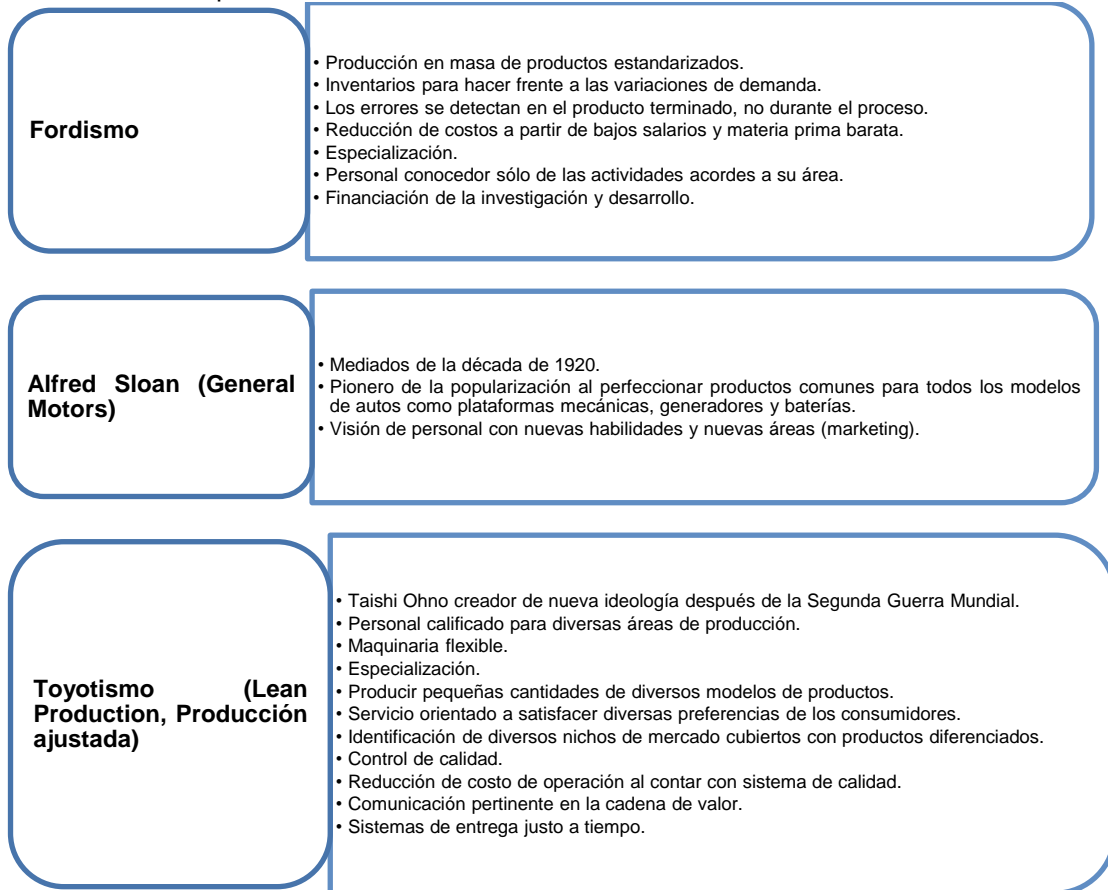 Fordismo
• Producción en masa de productos estandarizados.
• Inventarios para hacer frente a las variaciones de demanda.
• Los errores se detectan en el producto terminado, no durante el proceso.
• Reducción de costos a partir de bajos salarios y materia prima barata.
• Especialización.
• Personal conocedor sólo de las actividades acordes a su área.
• Financiación de la investigación y desarrollo.
Alfred Sloan (General
Motors)
• Mediados de la década de 1920.
• Pionero de la popularización al perfeccionar productos comunes para todos los modelos
de autos como plataformas mecánicas, generadores y baterías.
• Visión de personal con nuevas habilidades y nuevas áreas (marketing).
Toyotismo (Lean
Production, Producción
ajustada)
• Taishi Ohno creador de nueva ideología después de la Segunda Guerra Mundial.
• Personal calificado para diversas áreas de producción.
• Maquinaria flexible.
• Especialización.
• Producir pequeñas cantidades de diversos modelos de productos.
• Servicio orientado a satisfacer diversas preferencias de los consumidores.
• Identificación de diversos nichos de mercado cubiertos con productos diferenciados.
• Control de calidad.
• Reducción de costo de operación al contar con sistema de calidad.
• Comunicación pertinente en la cadena de valor.
• Sistemas de entrega justo a tiempo.